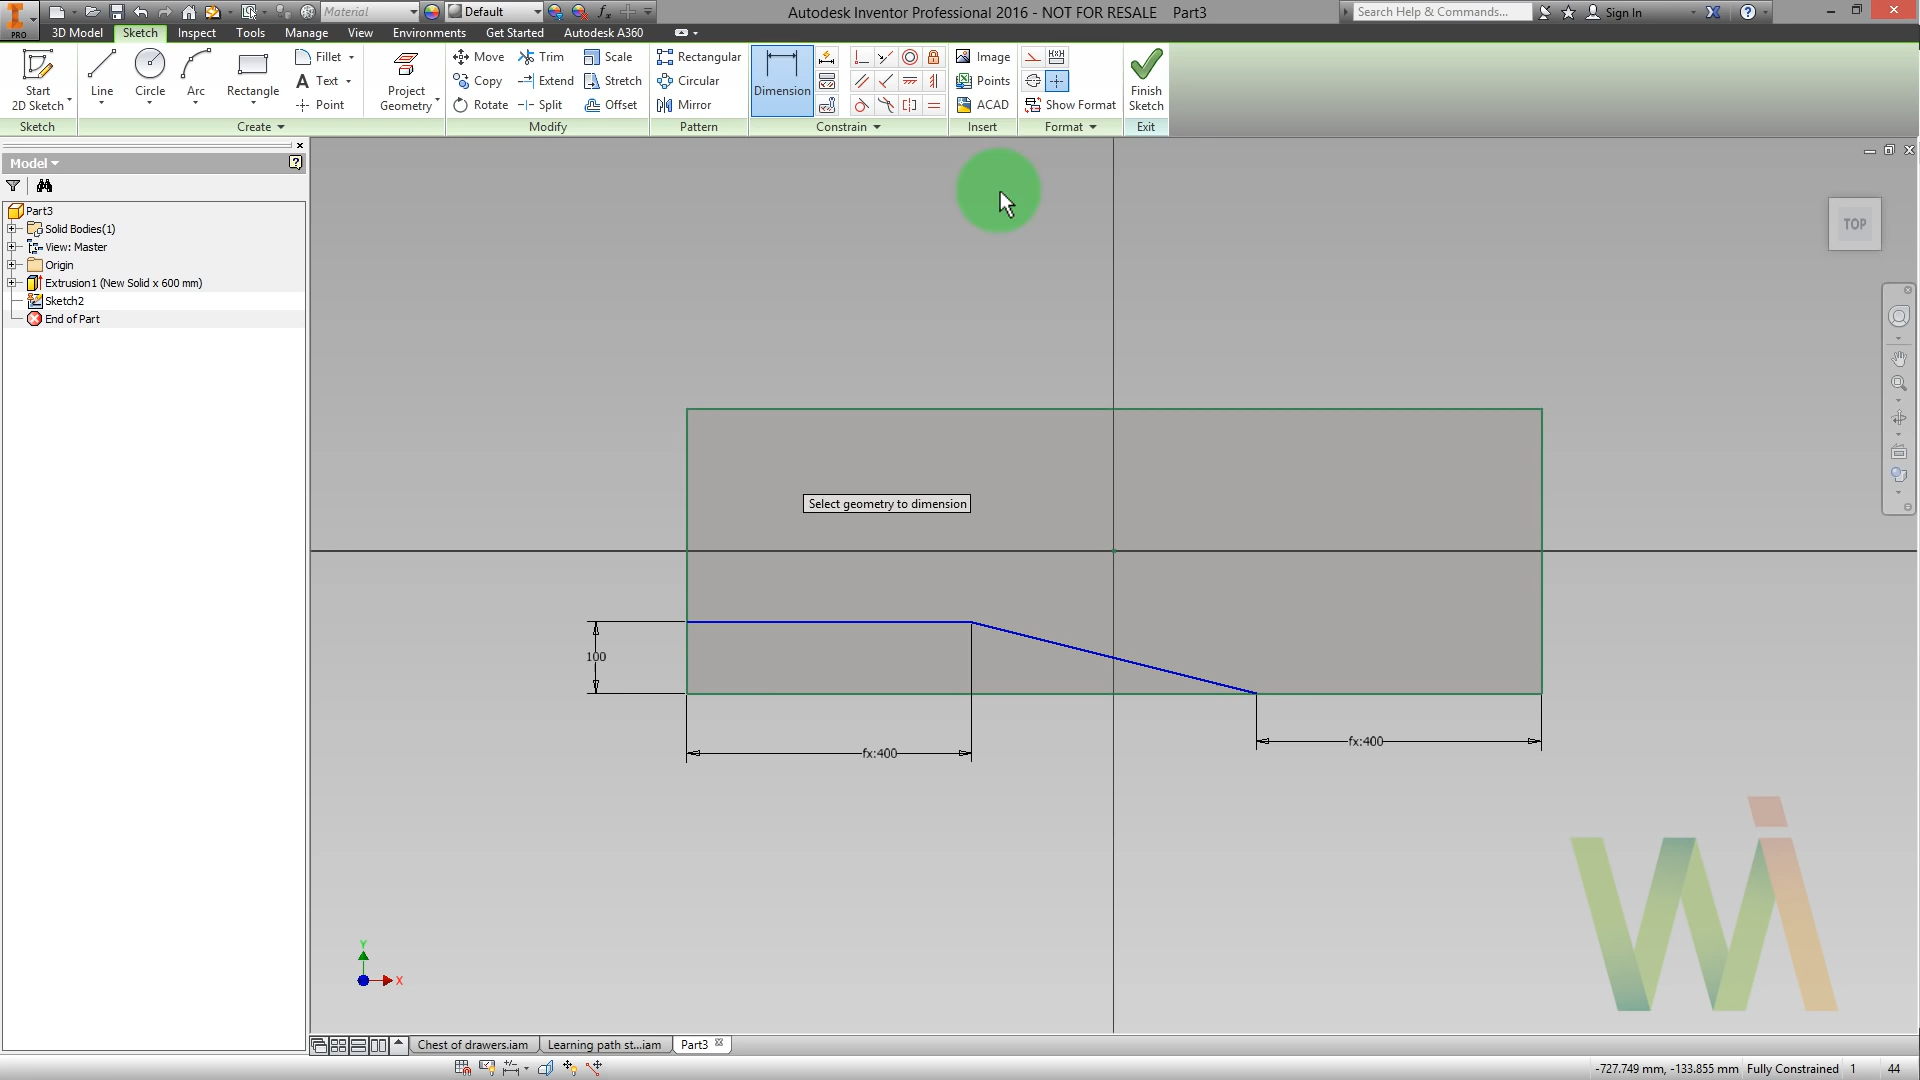 Material
Default
Autodesk Inventor Professional 2016 - NOT FOR RESALE Part3
Search Help & Commands...
Sign In
PRO
3D Model Sketch Inspect Tools Manage View Environments Get Started Autodesk A360
Start
2D Sketch
Line
Circle
Arc
Rectangle
Fillet
Text
Point
Project
Geometry
Move
Copy
Rotate
Trim
Extend
Split
Scale
Stretch
Offset
Rectangular
Circular
Mirror
Dimension
Image
Points
ACAD
Show Format
Finish
Sketch
Sketch Create Modify Pattern Constrain Insert Format Exit
Model
Part3
Solid Bodies(1)
View: Master
Origin
Extrusion1 (New Solid x 600 mm)
Sketch2
End of Part
TOP
Select geometry to dimension
100
fx:400
fx:400
Y
X
Chest of drawers.iam
Learning path st...iam
Part3
-727.749 mm, -133.855 mm Fully Constrained 1 44